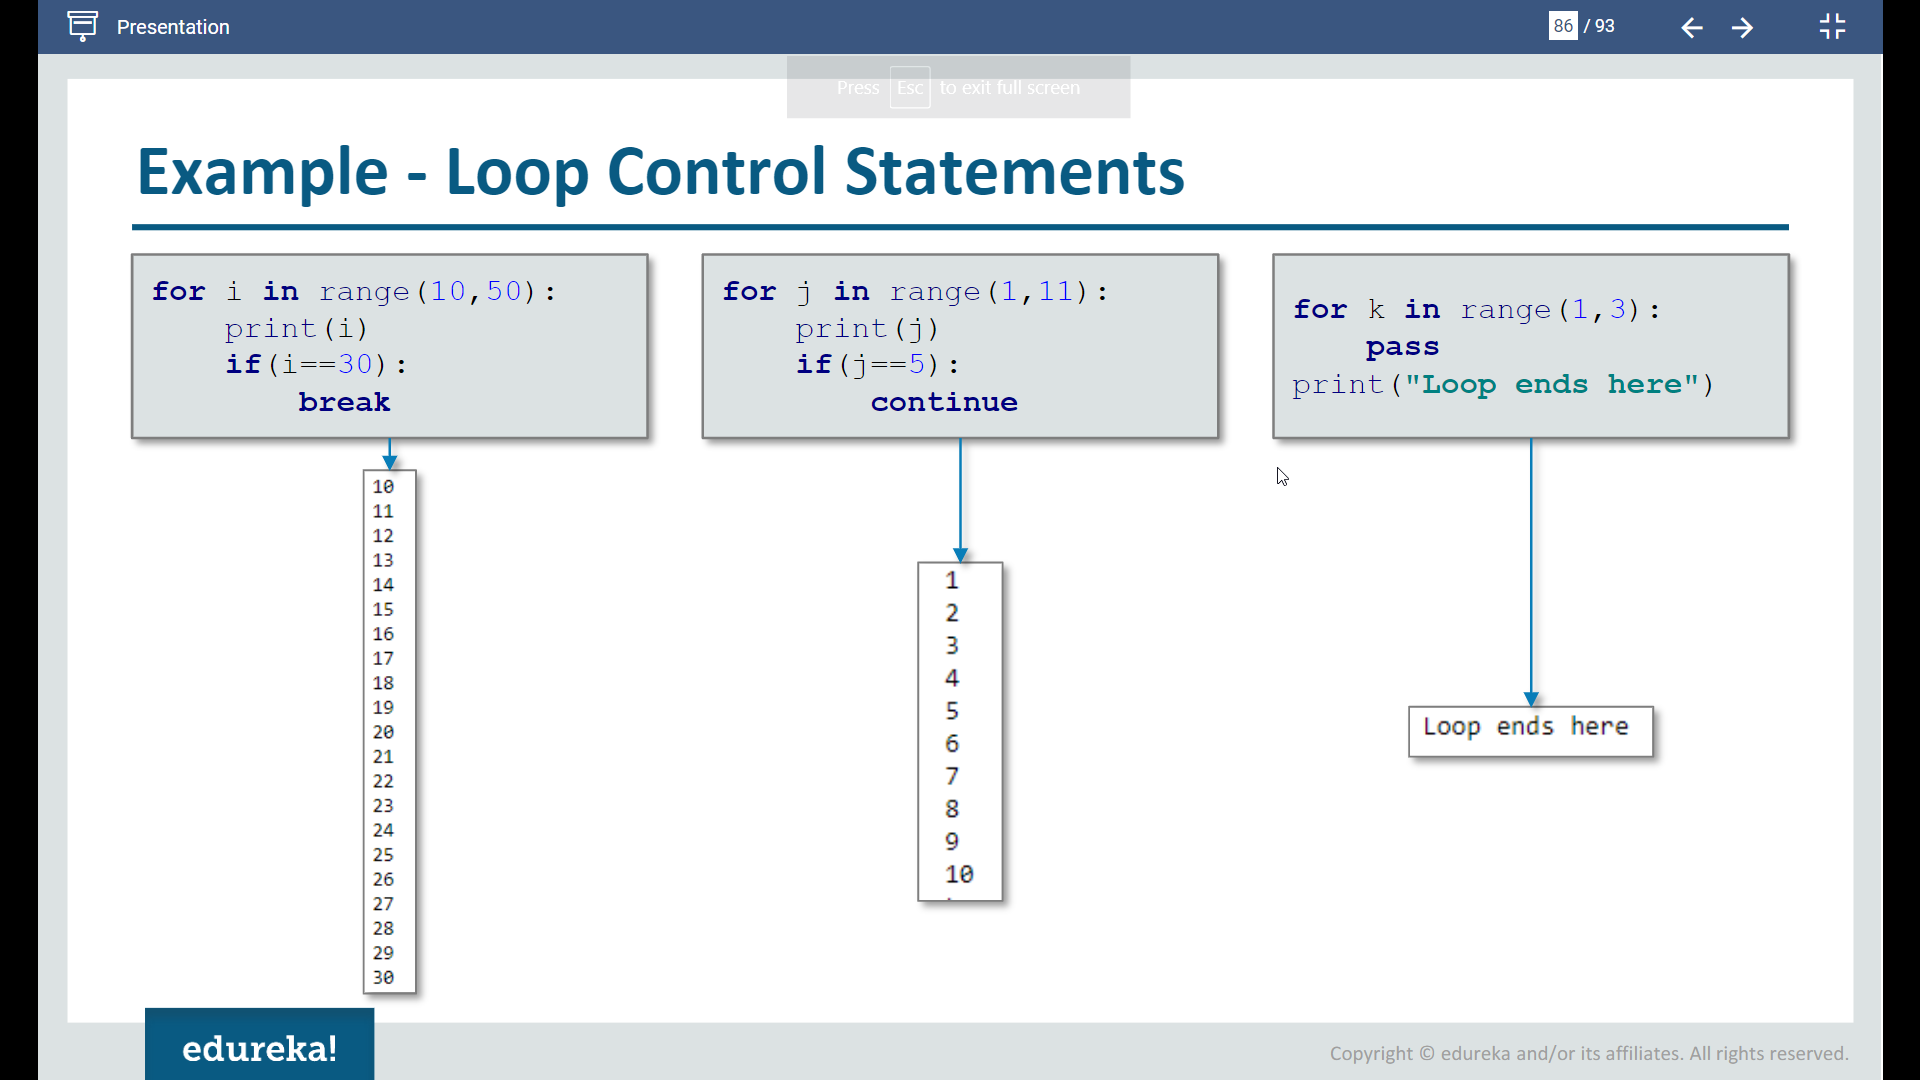 Presentation
86 / 93
Press Esc to exit full screen
Example - Loop Control Statements
for i in range(10,50):
    print(i)
    if(i==30):
        break
for j in range(1,11):
    print(j)
    if(j==5):
        continue
for k in range(1,3):
    pass
print("Loop ends here")
10
11
12
13
14
15
16
17
18
19
20
21
22
23
24
25
26
27
28
29
30
1
2
3
4
5
6
7
8
9
10
Loop ends here
edureka!
Copyright © edureka and/or its affiliates. All rights reserved.